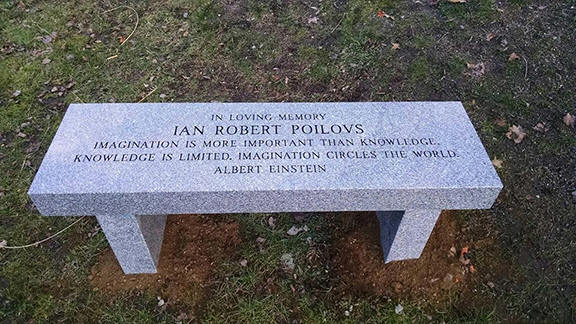 IN LOVING MEMORY
IAN ROBERT POILOVS
IMAGINATION IS MORE IMPORTANT THAN KNOWLEDGE.
KNOWLEDGE IS LIMITED. IMAGINATION CIRCLES THE WORLD.
ALBERT EINSTEIN